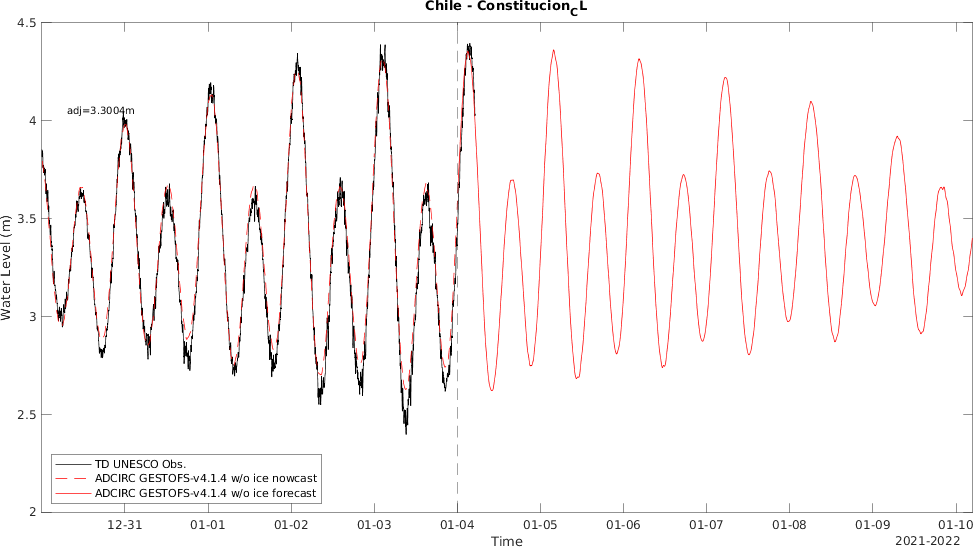 Chile - Constitucion_CL
4.5
4
3.5
3
2.5
2
Water Level (m)
adj=3.3004m
TD UNESCO Obs.
ADCIRC GESTOFS-v4.1.4 w/o ice nowcast
ADCIRC GESTOFS-v4.1.4 w/o ice forecast
12-31 01-01 01-02 01-03 01-04 01-05 01-06 01-07 01-08 01-09 01-10
Time
2021-2022